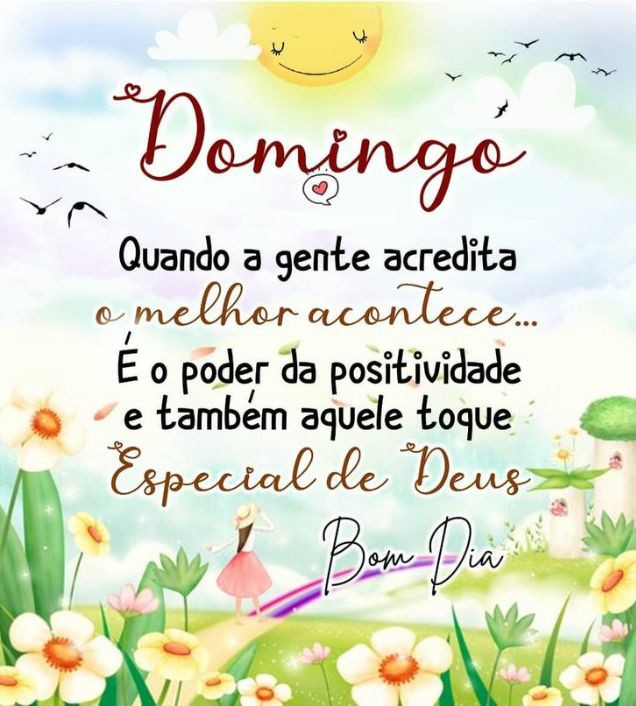 Domingo
Quando a gente acredita
o melhor acontece...
É o poder da positividade
e também aquele toque
Especial de Deus
Bom Dia